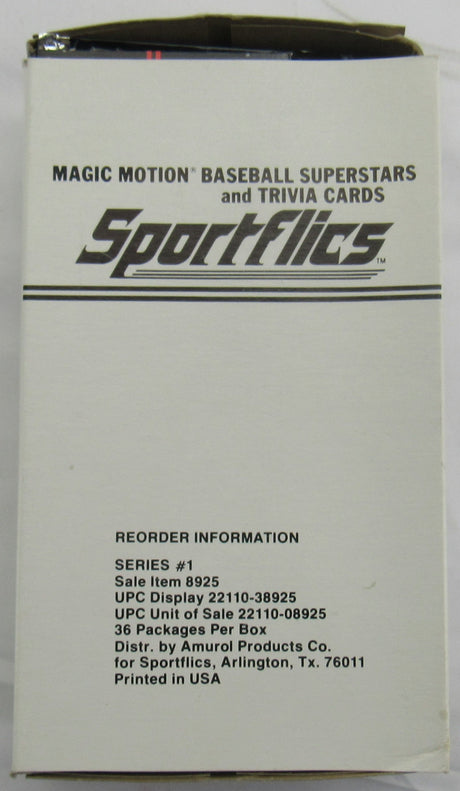 MAGIC MOTION® BASEBALL SUPERSTARS
and TRIVIA CARDS
Sportflics™
REORDER INFORMATION
SERIES #1
Sale Item 8925
UPC Display 22110-38925
UPC Unit of Sale 22110-08925
36 Packages Per Box
Distr. by Amurol Products Co.
for Sportflics, Arlington, Tx. 76011
Printed in USA